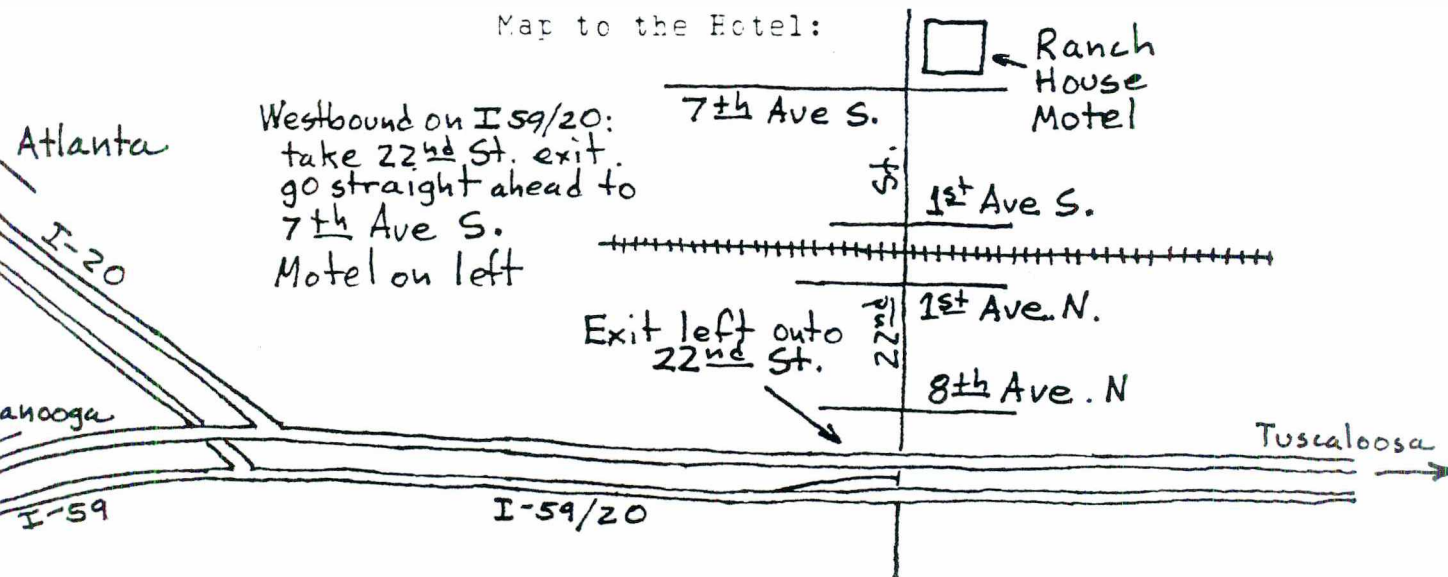 Map to the Hotel:
Ranch
House
Motel
7th Ave S.
Westbound on I 59/20:
take 22nd St. exit.
go straight ahead to
7th Ave S.
Motel on left
Atlanta
I-20
22nd St.
1st Ave S.
1st Ave. N.
Exit left onto
22nd St.
8th Ave. N
anooga
Tuscaloosa
I-59
I-59/20